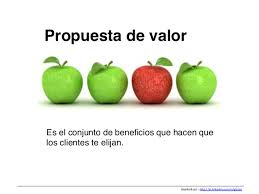 Propuesta de valor
Es el conjunto de beneficios que hacen que
los clientes te elijan.